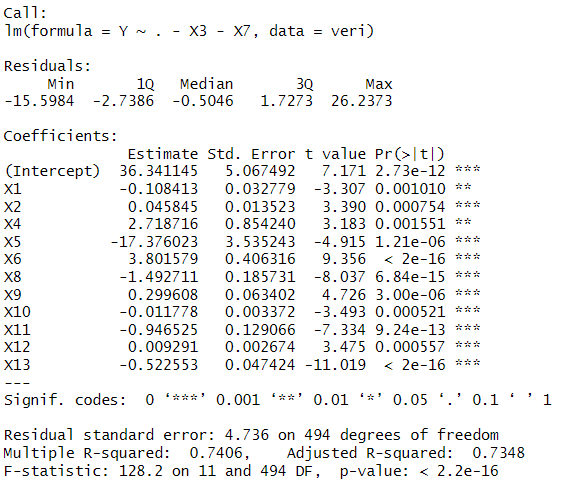 Call:
lm(formula = Y ~ . - X3 - X7, data = veri)
Residuals:
Min 1Q Median 3Q Max
-15.5984 -2.7386 -0.5046 1.7273 26.2373
Coefficients:
Estimate Std. Error t value Pr(>|t|)
(Intercept) 36.341145 5.067492 7.171 2.73e-12 ***
X1 -0.108413 0.032779 -3.307 0.001010 **
X2 0.045845 0.013523 3.390 0.000754 ***
X4 2.718716 0.854240 3.183 0.001551 **
X5 -17.376023 3.535243 -4.915 1.21e-06 ***
X6 3.801579 0.406316 9.356 < 2e-16 ***
X8 -1.492711 0.185731 -8.037 6.84e-15 ***
X9 0.299608 0.063402 4.726 3.00e-06 ***
X10 -0.011778 0.003372 -3.493 0.000521 ***
X11 -0.946525 0.129066 -7.334 9.24e-13 ***
X12 0.009291 0.002674 3.475 0.000557 ***
X13 -0.522553 0.047424 -11.019 < 2e-16 ***
---
Signif. codes: 0 ‘***’ 0.001 ‘**’ 0.01 ‘*’ 0.05 ‘.’ 0.1 ‘ ’ 1
Residual standard error: 4.736 on 494 degrees of freedom
Multiple R-squared: 0.7406, Adjusted R-squared: 0.7348
F-statistic: 128.2 on 11 and 494 DF, p-value: < 2.2e-16